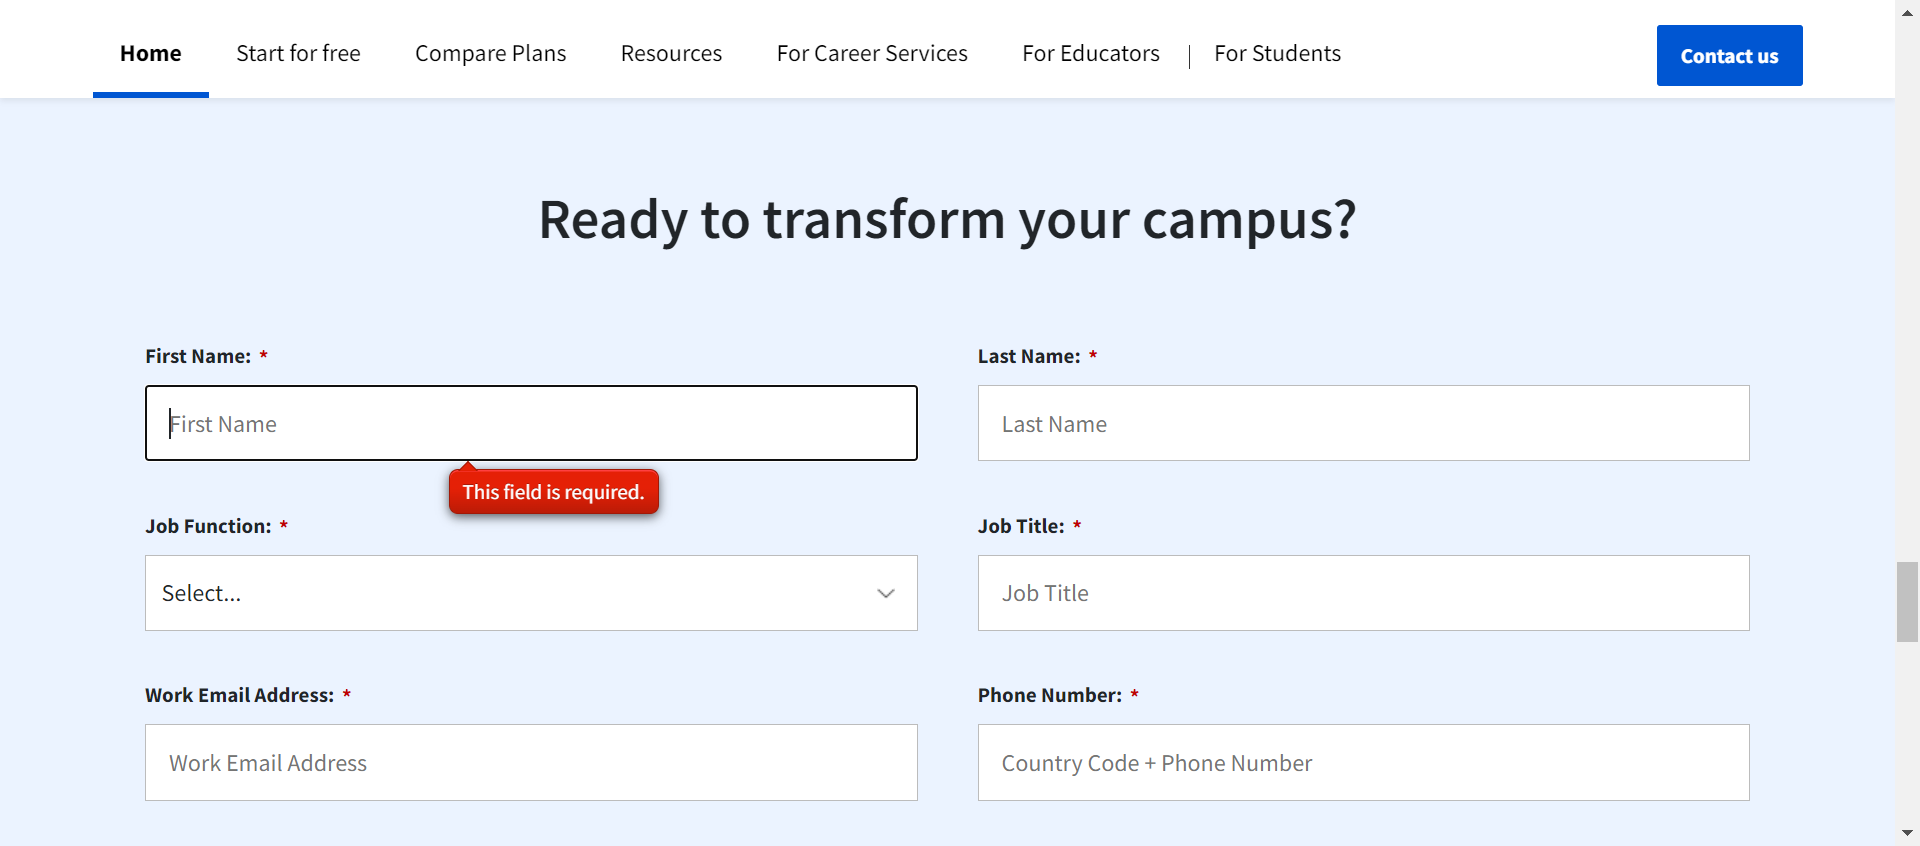 Home Start for free Compare Plans Resources For Career Services For Educators | For Students Contact us
Ready to transform your campus?
First Name: * Last Name: *
First Name Last Name
This field is required.
Job Function: * Job Title: *
Select... Job Title
Work Email Address: * Phone Number: *
Work Email Address Country Code + Phone Number